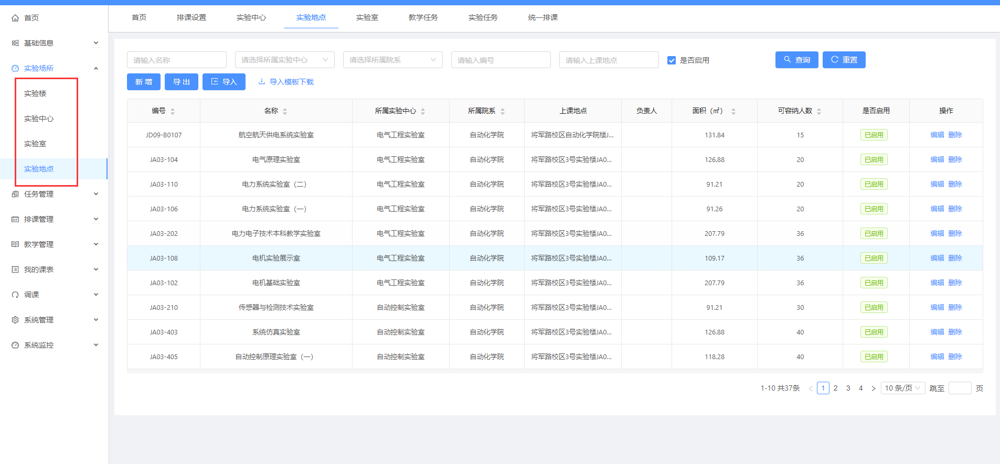 首页
基础信息
实验场所
实验楼
实验中心
实验室
实验地点
任务管理
排课管理
教学管理
我的课表
调课
系统管理
系统监控
首页 排课设置 实验中心 实验地点 实验室 教学任务 实验任务 统一排课
请输入名称 请选择所属实验中心 请选择所属院系 请输入编号 请输入上课地点 是否启用 查询 重置
新 增 导 出 导入 导入模板下载
编号 名称 所属实验中心 所属院系 上课地点 负责人 面积（㎡） 可容纳人数 是否启用 操作
JD09-B0107 航空航天供电系统实验室 电气工程实验室 自动化学院 将军路校区自动化学院楼J... 131.84 15 已启用 编辑 删除
JA03-104 电气原理实验室 电气工程实验室 自动化学院 将军路校区3号实验楼JA0... 126.88 20 已启用 编辑 删除
JA03-110 电力系统实验室（二） 电气工程实验室 自动化学院 将军路校区3号实验楼JA0... 91.21 20 已启用 编辑 删除
JA03-106 电力系统实验室（一） 电气工程实验室 自动化学院 将军路校区3号实验楼JA0... 91.26 20 已启用 编辑 删除
JA03-202 电力电子技术本科教学实验室 电气工程实验室 自动化学院 将军路校区3号实验楼JA0... 207.79 36 已启用 编辑 删除
JA03-108 电机实验展示室 电气工程实验室 自动化学院 将军路校区3号实验楼JA0... 109.17 36 已启用 编辑 删除
JA03-102 电机基础实验室 电气工程实验室 自动化学院 将军路校区3号实验楼JA0... 207.79 36 已启用 编辑 删除
JA03-210 传感器与检测技术实验室 自动控制实验室 自动化学院 将军路校区3号实验楼JA0... 91.21 30 已启用 编辑 删除
JA03-403 系统仿真实验室 自动控制实验室 自动化学院 将军路校区3号实验楼JA0... 126.88 40 已启用 编辑 删除
JA03-405 自动控制原理实验室（一） 自动控制实验室 自动化学院 将军路校区3号实验楼JA0... 118.28 40 已启用 编辑 删除
1-10 共37条 < 1 2 3 4 > 10 条/页 跳至 页